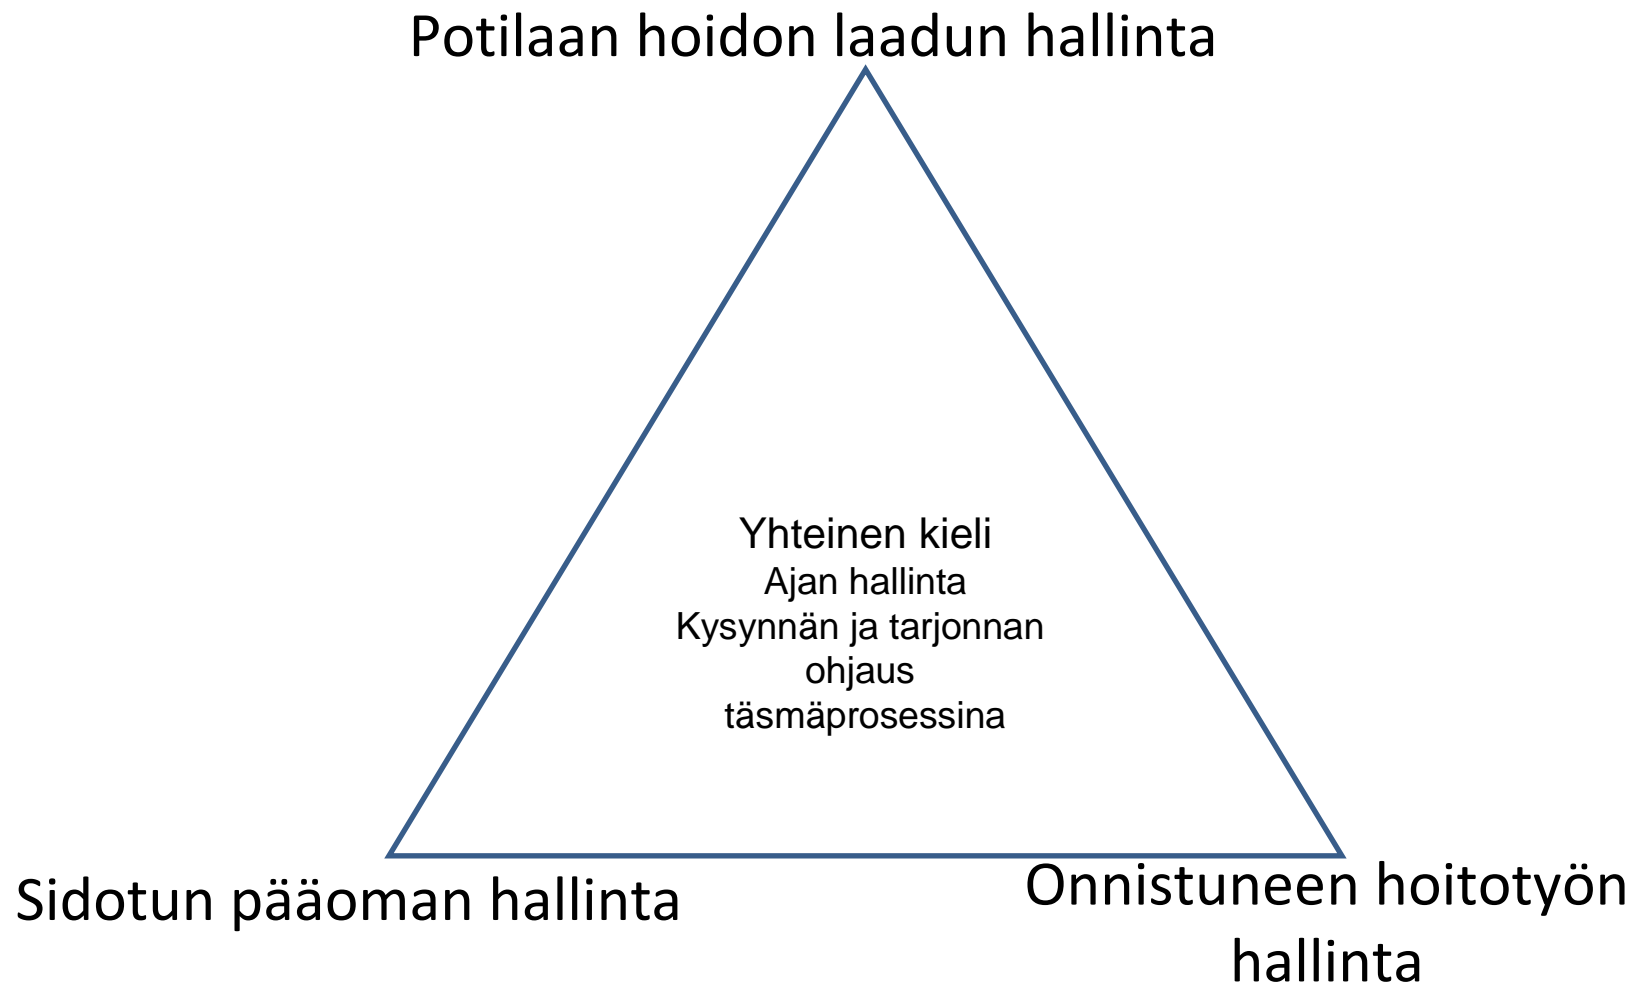 Potilaan hoidon laadun hallinta
Yhteinen kieli
Ajan hallinta
Kysynnän ja tarjonnan
ohjaus
täsmäprosessina
Sidotun pääoman hallinta
Onnistuneen hoitotyön
hallinta